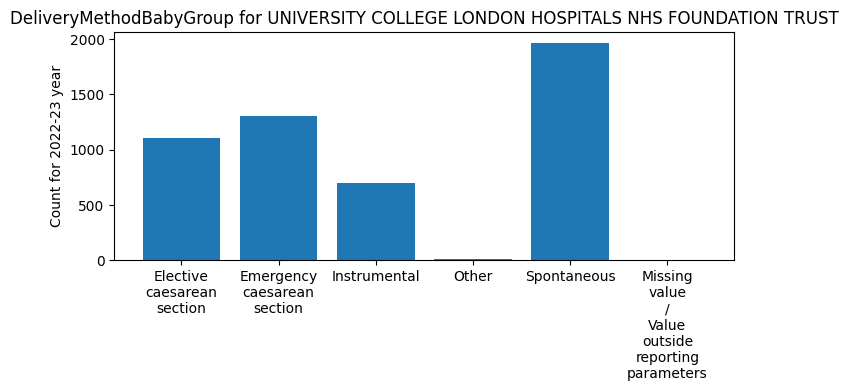 DeliveryMethodBabyGroup for UNIVERSITY COLLEGE LONDON HOSPITALS NHS FOUNDATION TRUST
Count for 2022-23 year
2000
1500
1000
500
0
Elective
caesarean
section
Emergency
caesarean
section
Instrumental
Other
Spontaneous
Missing
value
/
Value
outside
reporting
parameters